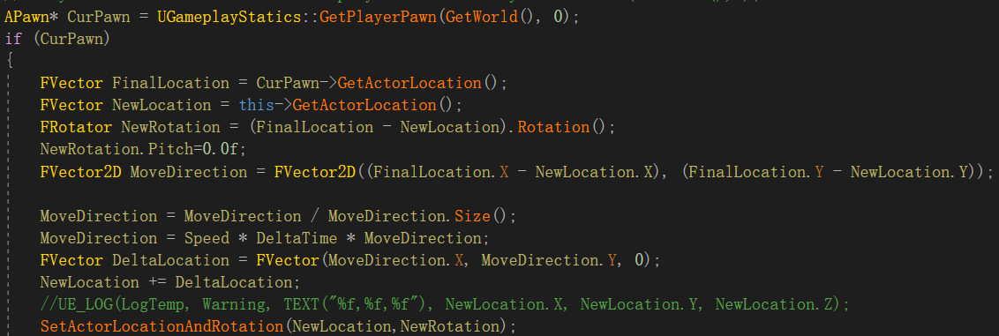 APawn* CurPawn = UGameplayStatics::GetPlayerPawn(GetWorld(), 0);
if (CurPawn)
{
    FVector FinalLocation = CurPawn->GetActorLocation();
    FVector NewLocation = this->GetActorLocation();
    FRotator NewRotation = (FinalLocation - NewLocation).Rotation();
    NewRotation.Pitch=0.0f;
    FVector2D MoveDirection = FVector2D((FinalLocation.X - NewLocation.X), (FinalLocation.Y - NewLocation.Y));

    MoveDirection = MoveDirection / MoveDirection.Size();
    MoveDirection = Speed * DeltaTime * MoveDirection;
    FVector DeltaLocation = FVector(MoveDirection.X, MoveDirection.Y, 0);
    NewLocation += DeltaLocation;
    //UE_LOG(LogTemp, Warning, TEXT("%f,%f,%f"), NewLocation.X, NewLocation.Y, NewLocation.Z);
    SetActorLocationAndRotation(NewLocation,NewRotation);